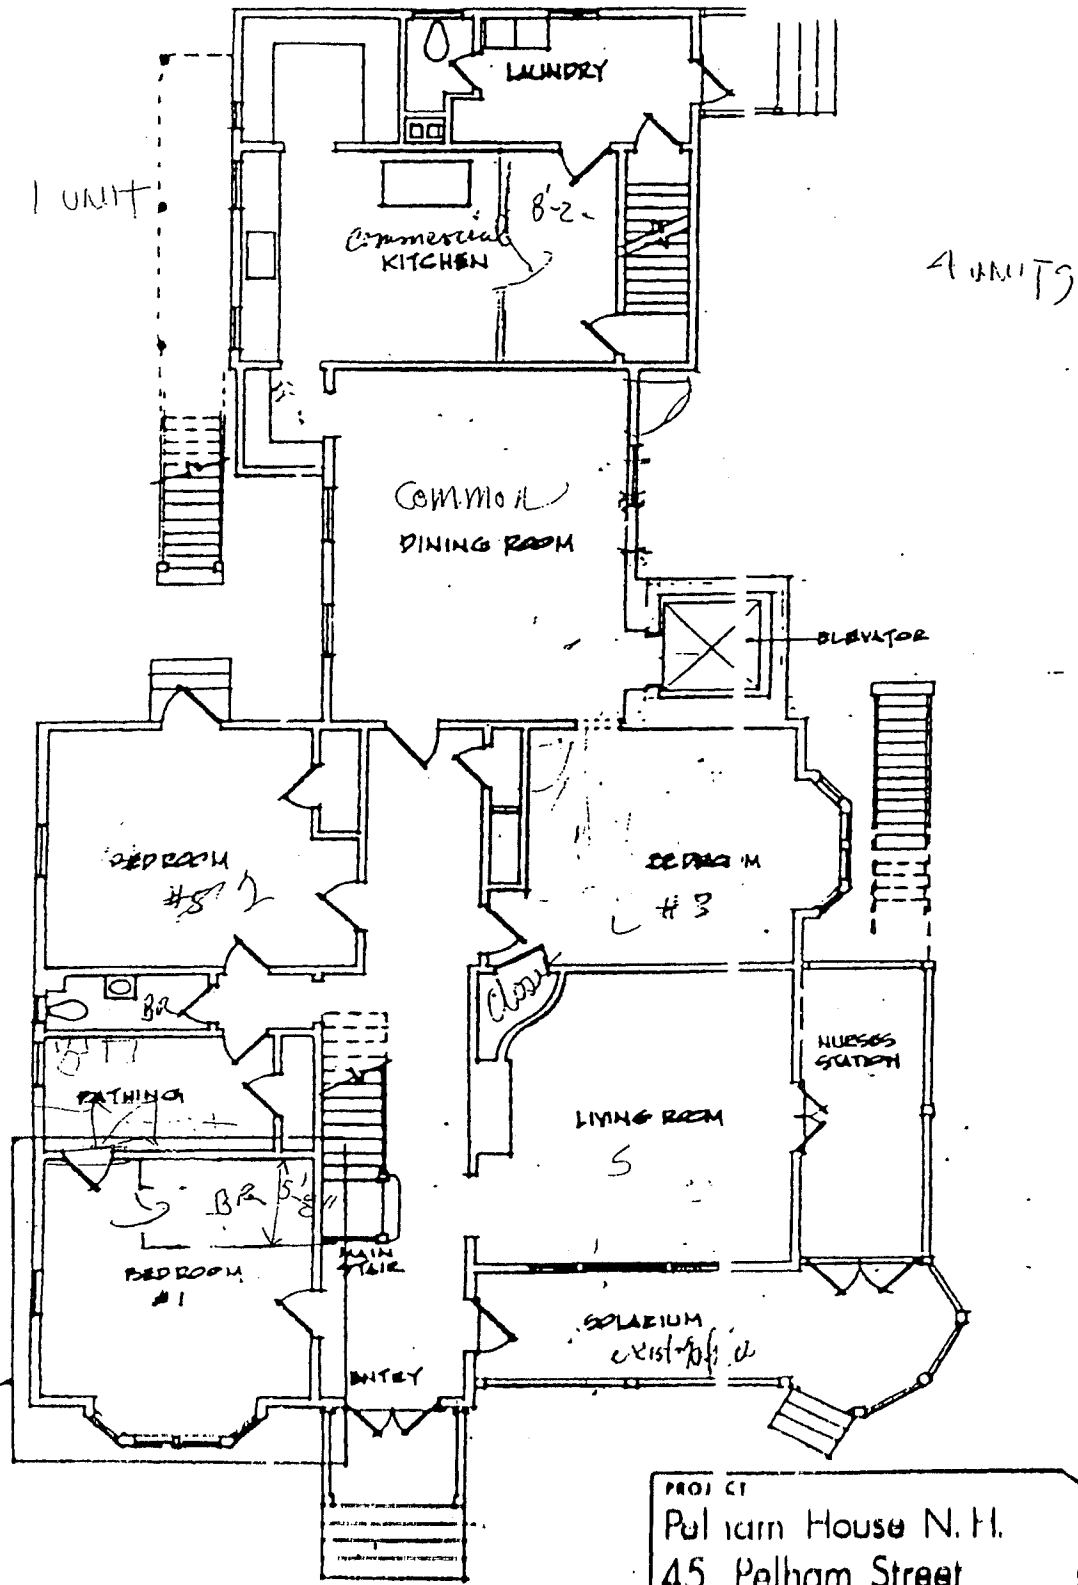 LAUNDRY
1 UNIT
8'-2
Commercial
KITCHEN
4 UNITS
Common
DINING ROOM
ELEVATOR
BEDROOM
2
BEDROOM
# 3
Closet
BR
NURSES
STATION
BATHING
LIVING ROOM
5
BR 5'-8"
MAIN
STAIR
BEDROOM
#1
SOLARIUM
ENTRY
PROJECT
Pelham House N.H.
45 Pelham Street